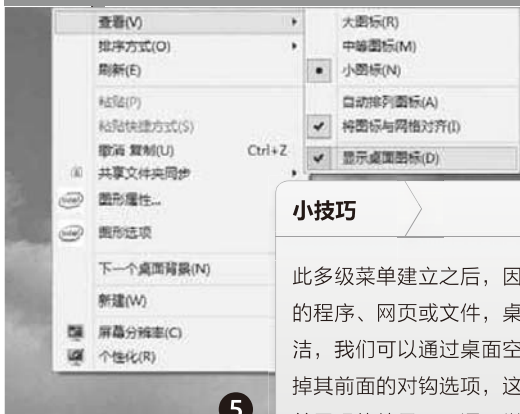 查看(V)
排序方式(O)
刷新(E)
粘贴(P)
粘贴快捷方式(S)
撤消 复制(U) Ctrl+Z
共享文件夹同步
图形属性...
图形选项
下一个桌面背景(N)
新建(W)
屏幕分辨率(C)
个性化(R)
大图标(R)
中等图标(M)
小图标(N)
自动排列图标(A)
将图标与网格对齐(I)
显示桌面图标(D)
小技巧
此多级菜单建立之后，因
的程序、网页或文件，桌
洁，我们可以通过桌面空
掉其前面的对钩选项，这
5